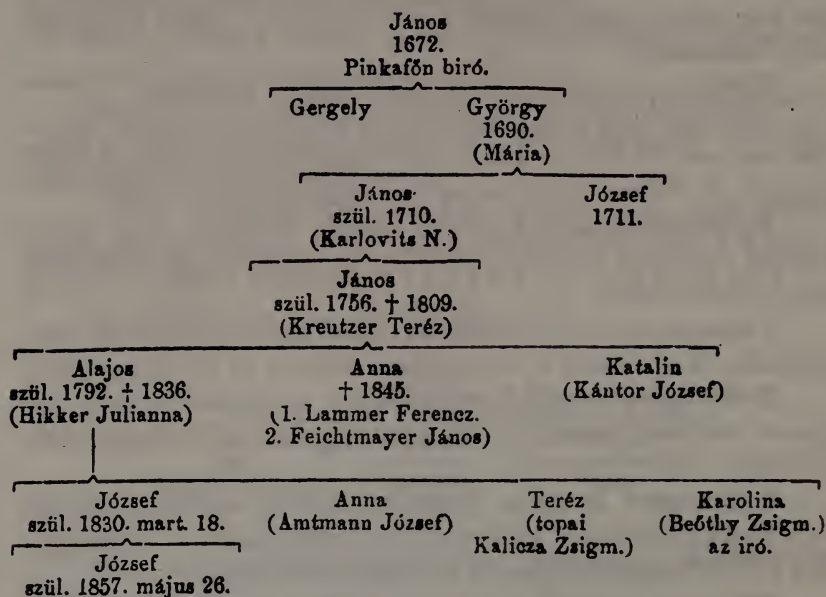 János
1672.
Pinkafőn biró.
Gergely György
1690.
(Mária)
János József
szül. 1710. 1711.
(Karlovits N.)
János
szül. 1756. † 1809.
(Kreutzer Teréz)
Alajos Anna Katalin
szül. 1792. † 1836. † 1845. (Kántor József)
(Hikker Julianna) (1. Lammer Ferencz.
2. Feichtmayer János)
József Anna Teréz Karolina
szül. 1830. mart. 18. (Amtmann József) (topai (Beőthy Zsigm.)
Kalicza Zsigm.) az iró.
József
szül. 1857. május 26.